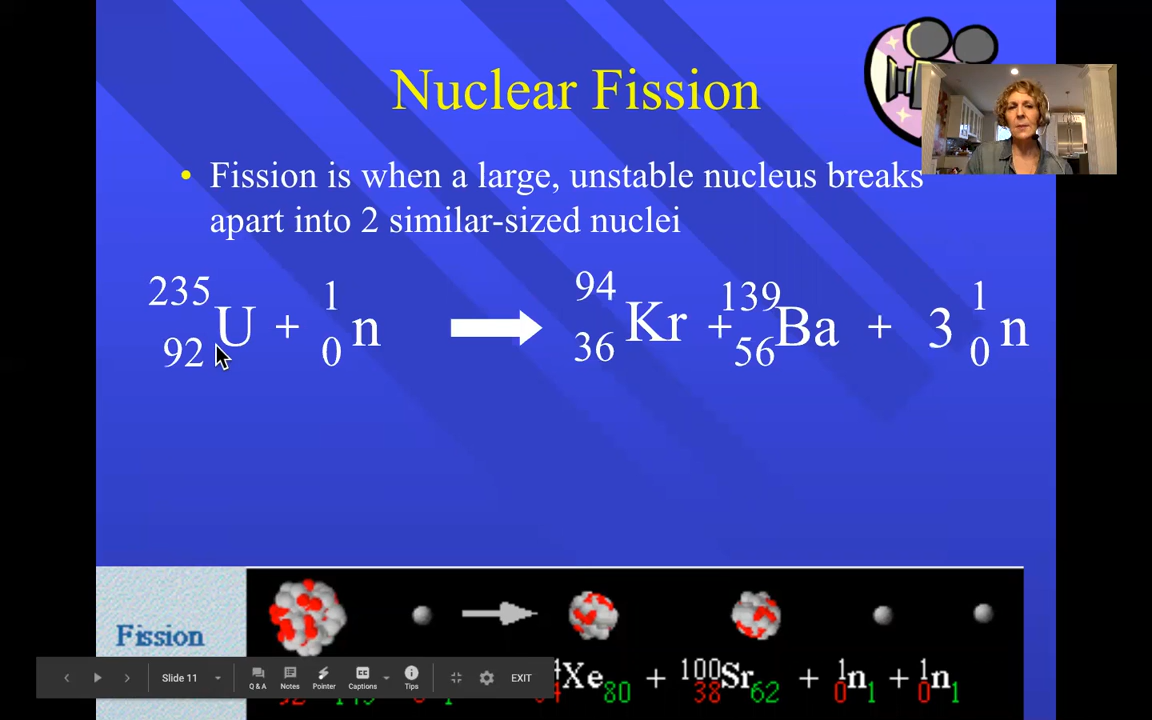 Nuclear Fission
• Fission is when a large, unstable nucleus breaks
apart into 2 similar-sized nuclei
235 92 U + 1 0 n 94 36 Kr + 139 56 Ba + 3 1 0 n
Fission
Xe 80 + 100 38 Sr 62 + 1 0 n 1 + 1 0 n 1
Slide 11 Q & A Notes Pointer Captions Tips EXIT